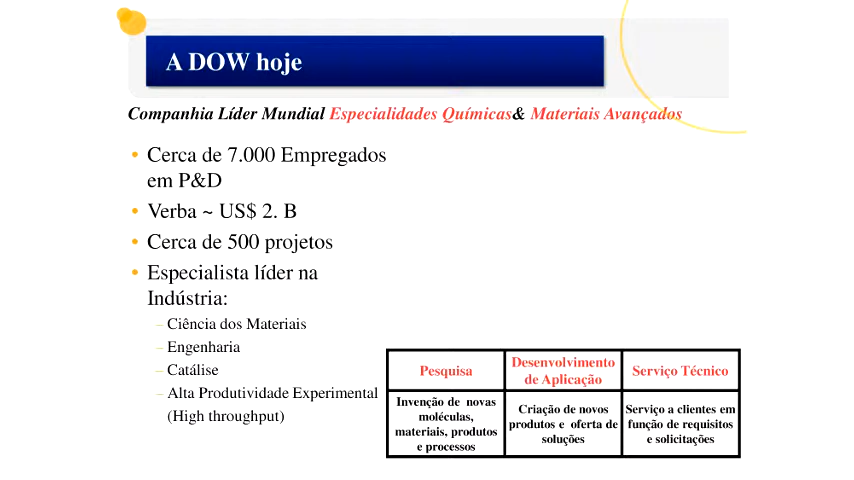 A DOW hoje
Companhia Líder Mundial Especialidades Químicas& Materiais Avançados
• Cerca de 7.000 Empregados
em P&D
• Verba ~ US$ 2. B
• Cerca de 500 projetos
• Especialista líder na
Indústria:
– Ciência dos Materiais
– Engenharia
– Catálise
– Alta Produtividade Experimental
(High throughput)
Pesquisa
Desenvolvimento
de Aplicação
Serviço Técnico
Invenção de novas
moléculas,
materiais, produtos
e processos
Criação de novos
produtos e oferta de
soluções
Serviço a clientes em
função de requisitos
e solicitações